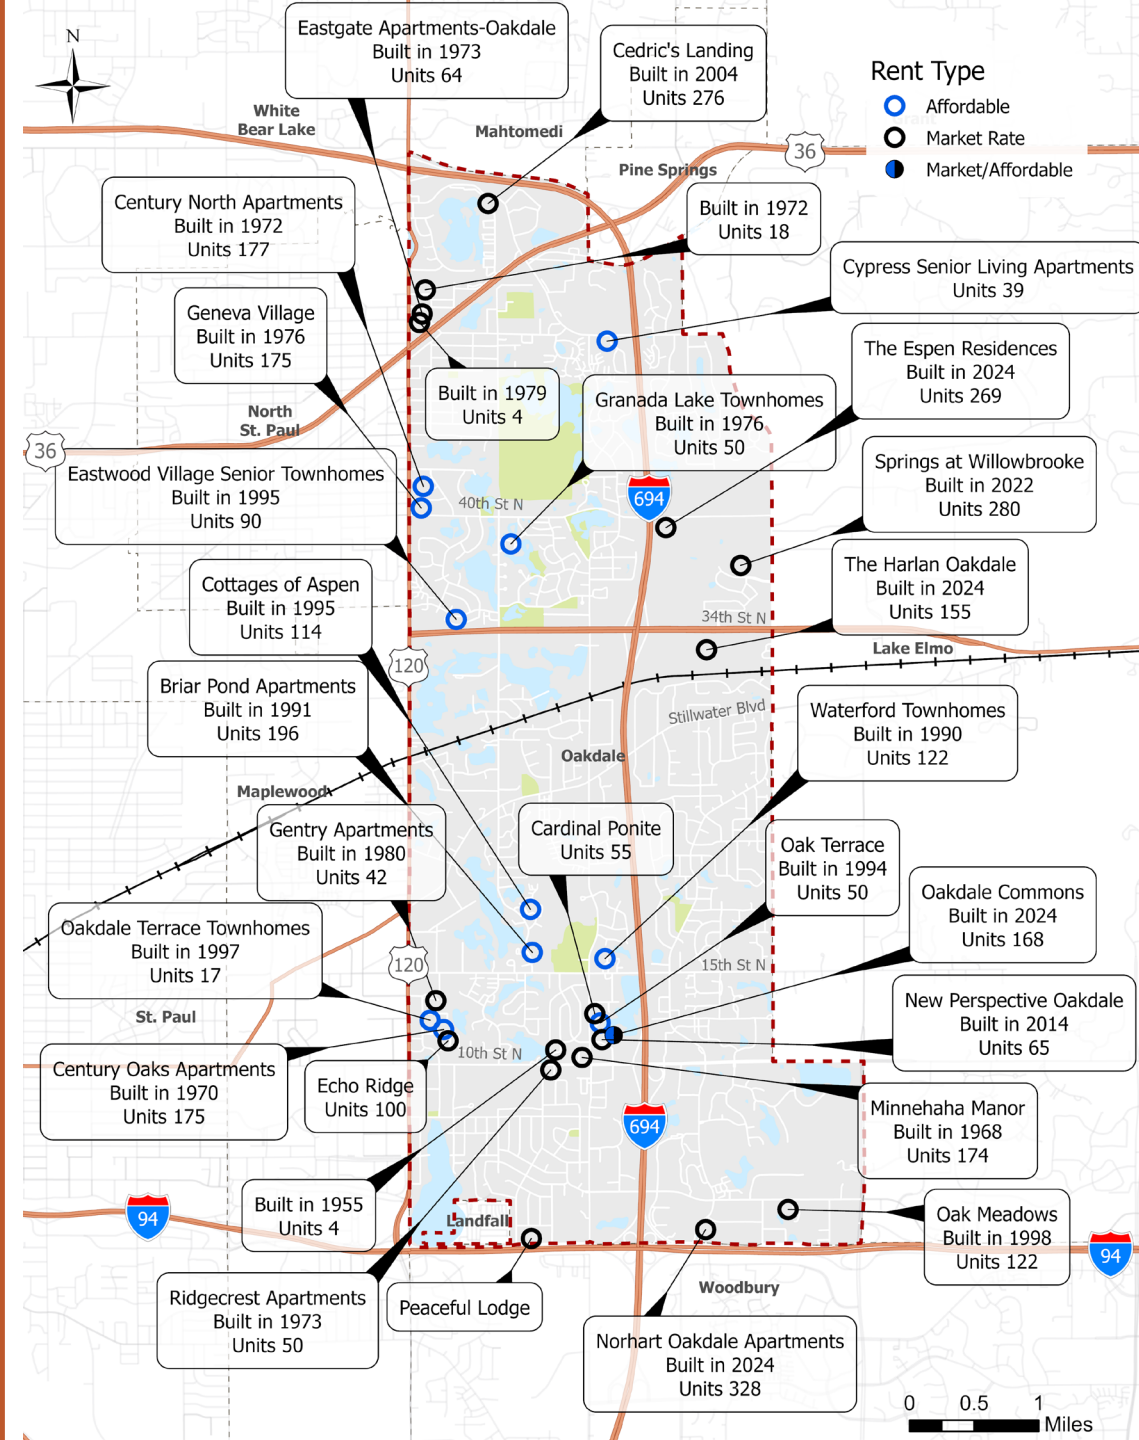 Eastgate Apartments-Oakdale
Built in 1973
Units 64
Cedric's Landing
Built in 2004
Units 276
N
Rent Type
Affordable
Market Rate
Market/Affordable
White
Bear Lake
Mahtomedi
36
Pine Springs
Century North Apartments
Built in 1972
Units 177
Built in 1972
Units 18
Cypress Senior Living Apartments
Units 39
Geneva Village
Built in 1976
Units 175
The Espen Residences
Built in 2024
Units 269
Built in 1979
Units 4
Granada Lake Townhomes
Built in 1976
Units 50
North
St. Paul
36
Eastwood Village Senior Townhomes
Built in 1995
Units 90
Springs at Willowbrooke
Built in 2022
Units 280
40th St N
694
The Harlan Oakdale
Built in 2024
Units 155
Cottages of Aspen
Built in 1995
Units 114
34th St N
Lake Elmo
120
Briar Pond Apartments
Built in 1991
Units 196
Stillwater Blvd
Waterford Townhomes
Built in 1990
Units 122
Oakdale
Maplewood
Gentry Apartments
Built in 1980
Units 42
Cardinal Ponite
Units 55
Oak Terrace
Built in 1994
Units 50
Oakdale Commons
Built in 2024
Units 168
Oakdale Terrace Townhomes
Built in 1997
Units 17
120
15th St N
New Perspective Oakdale
Built in 2014
Units 65
St. Paul
10th St N
Century Oaks Apartments
Built in 1970
Units 175
Echo Ridge
Units 100
Minnehaha Manor
Built in 1968
Units 174
694
Built in 1955
Units 4
94
Landfall
Oak Meadows
Built in 1998
Units 122
94
Ridgecrest Apartments
Built in 1973
Units 50
Peaceful Lodge
Woodbury
Norhart Oakdale Apartments
Built in 2024
Units 328
0 0.5 1
Miles